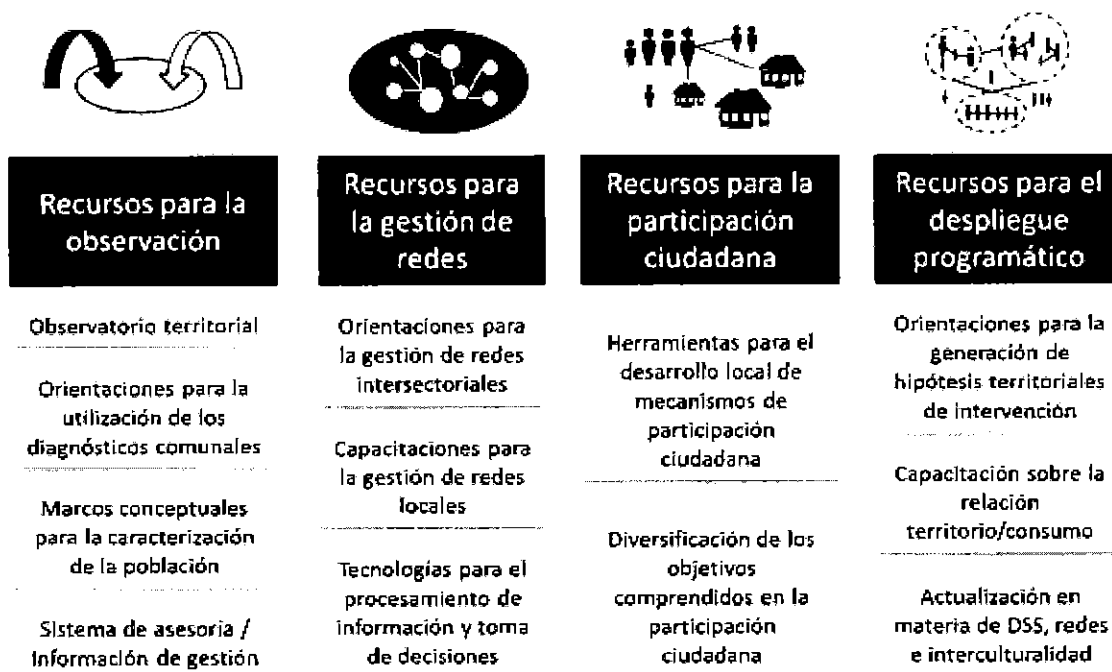 Recursos para la
observación
Observatorio territorial
Orientaciones para la
utilización de los
diagnósticos comunales
Marcos conceptuales
para la caracterización
de la población
Sistema de asesoría /
Información de gestión
Recursos para
la gestión de
redes
Orientaciones para
la gestión de redes
intersectoriales
Capacitaciones para
la gestión de redes
locales
Tecnologías para el
procesamiento de
información y toma
de decisiones
Recursos para la
participación
ciudadana
Herramientas para el
desarrollo local de
mecanismos de
participación
ciudadana
Diversificación de los
objetivos
comprendidos en la
participación
ciudadana
Recursos para el
despliegue
programático
Orientaciones para la
generación de
hipótesis territoriales
de intervención
Capacitación sobre la
relación
territorio/consumo
Actualización en
materia de DSS, redes
e interculturalidad